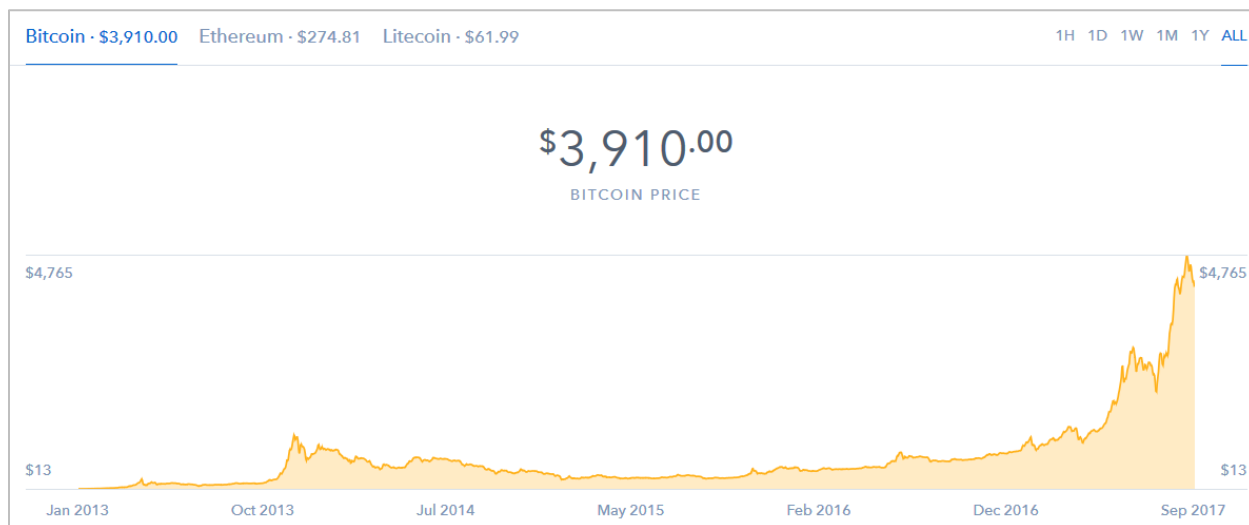 Bitcoin · $3,910.00 Ethereum · $274.81 Litecoin · $61.99 1H 1D 1W 1M 1Y ALL
$3,910.00
BITCOIN PRICE
$4,765 $4,765
$13 $13
Jan 2013 Oct 2013 Jul 2014 May 2015 Feb 2016 Dec 2016 Sep 2017